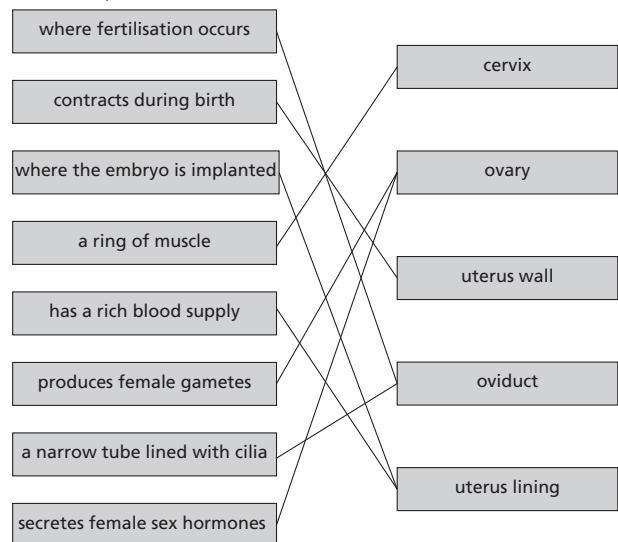 where fertilisation occurs
contracts during birth
where the embryo is implanted
a ring of muscle
has a rich blood supply
produces female gametes
a narrow tube lined with cilia
secretes female sex hormones
cervix
ovary
uterus wall
oviduct
uterus lining